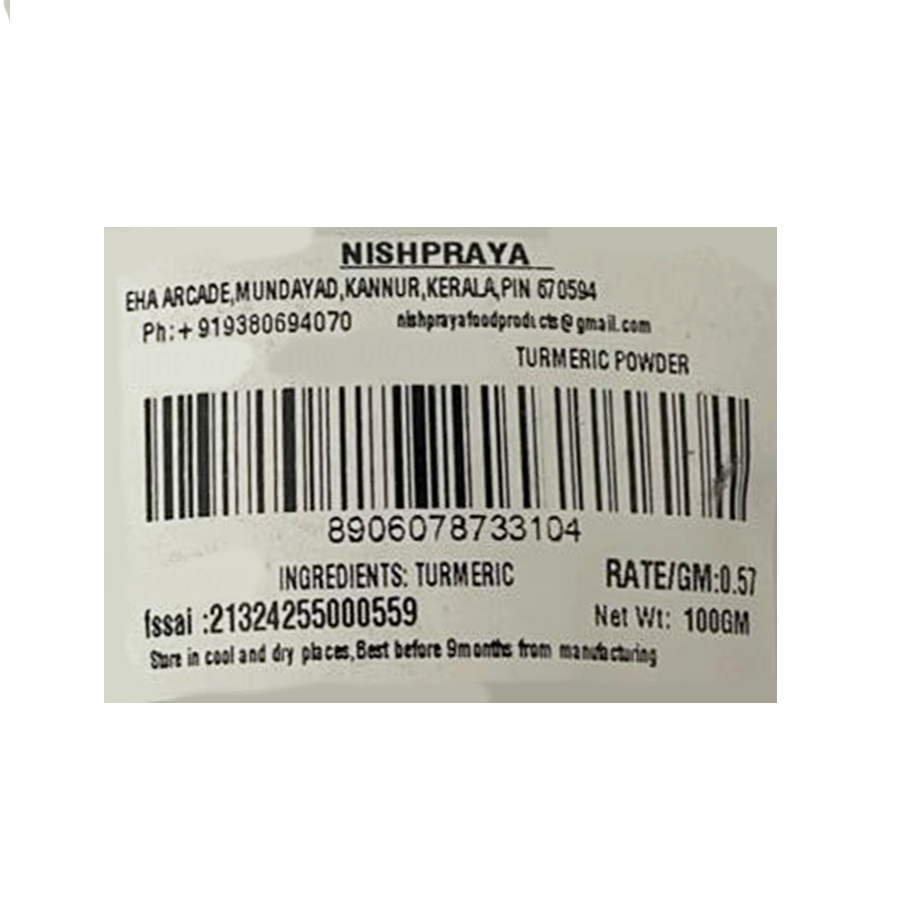 NISHPRAYA
EHA ARCADE,MUNDAYAD,KANNUR,KERALA,PIN 670594
Ph:+919380694070 nishprayafoodproducts@gmail.com
TURMERIC POWDER
8906078733104
INGREDIENTS: TURMERIC RATE/GM:0.57
fssai :21324255000559 Net Wt: 100GM
Store in cool and dry places,Best before 9months from manufacturing